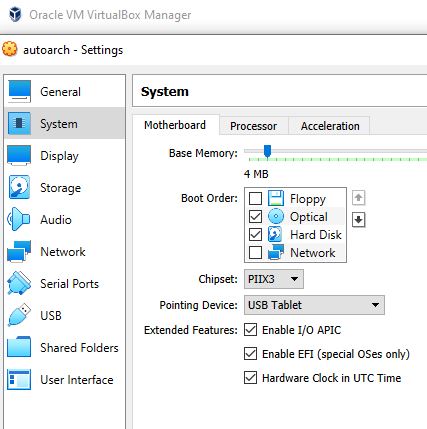 Oracle VM VirtualBox Manager
autoarch - Settings
General
System
Display
Storage
Audio
Network
Serial Ports
USB
Shared Folders
User Interface
System
Motherboard Processor Acceleration
Base Memory:
4 MB
Boot Order:
Floppy
Optical
Hard Disk
Network
Chipset: PIIX3
Pointing Device: USB Tablet
Extended Features: Enable I/O APIC
Enable EFI (special OSes only)
Hardware Clock in UTC Time